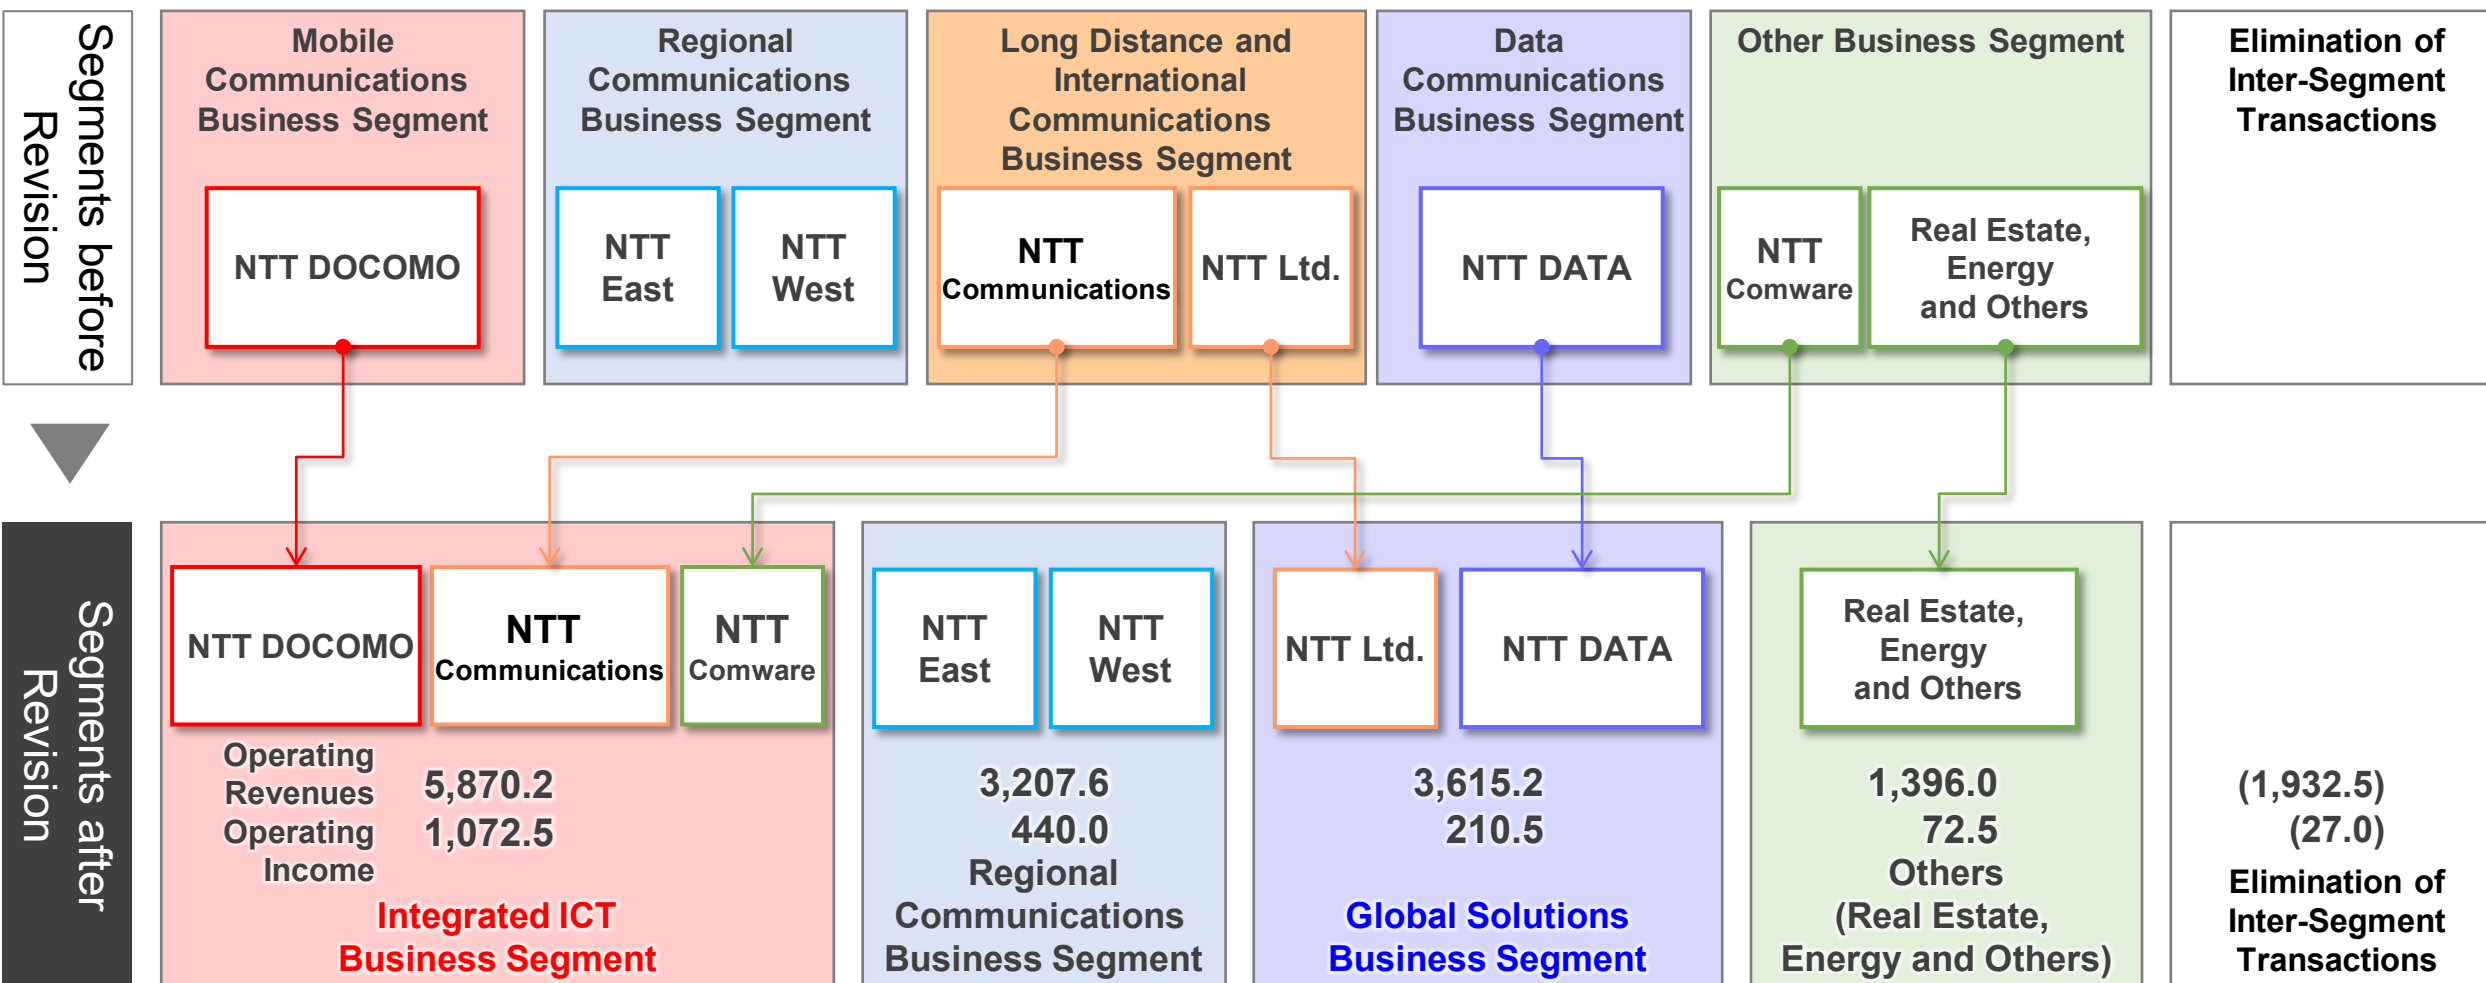 Segments before
Revision
Mobile
Communications
Business Segment
Regional
Communications
Business Segment
Long Distance and
International
Communications
Business Segment
Data
Communications
Business Segment
Other Business Segment
Elimination of
Inter-Segment
Transactions
NTT DOCOMO
NTT
East
NTT
West
NTT
Communications
NTT Ltd.
NTT DATA
NTT
Comware
Real Estate,
Energy
and Others
Segments after
Revision
NTT DOCOMO
NTT
Communications
NTT
Comware
NTT
East
NTT
West
NTT Ltd.
NTT DATA
Real Estate,
Energy
and Others
Operating
Revenues
5,870.2
Operating
Income
1,072.5
Integrated ICT
Business Segment
3,207.6
440.0
Regional
Communications
Business Segment
3,615.2
210.5
Global Solutions
Business Segment
1,396.0
72.5
Others
(Real Estate,
Energy and Others)
(1,932.5)
(27.0)
Elimination of
Inter-Segment
Transactions